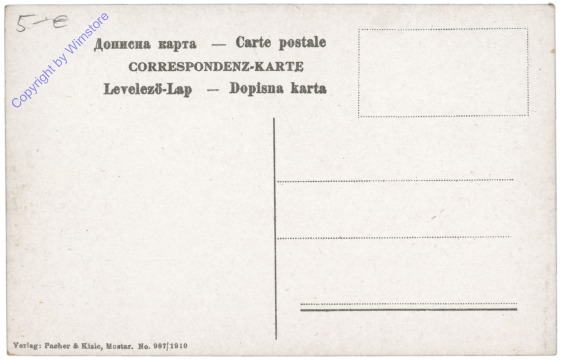 5-€
Copyright by Wimstore
Дописна карта — Carte postale
CORRESPONDENZ-KARTE
Levelező-Lap — Dopisna karta
Verlag: Pacher & Kisic, Mostar. No. 987/1910